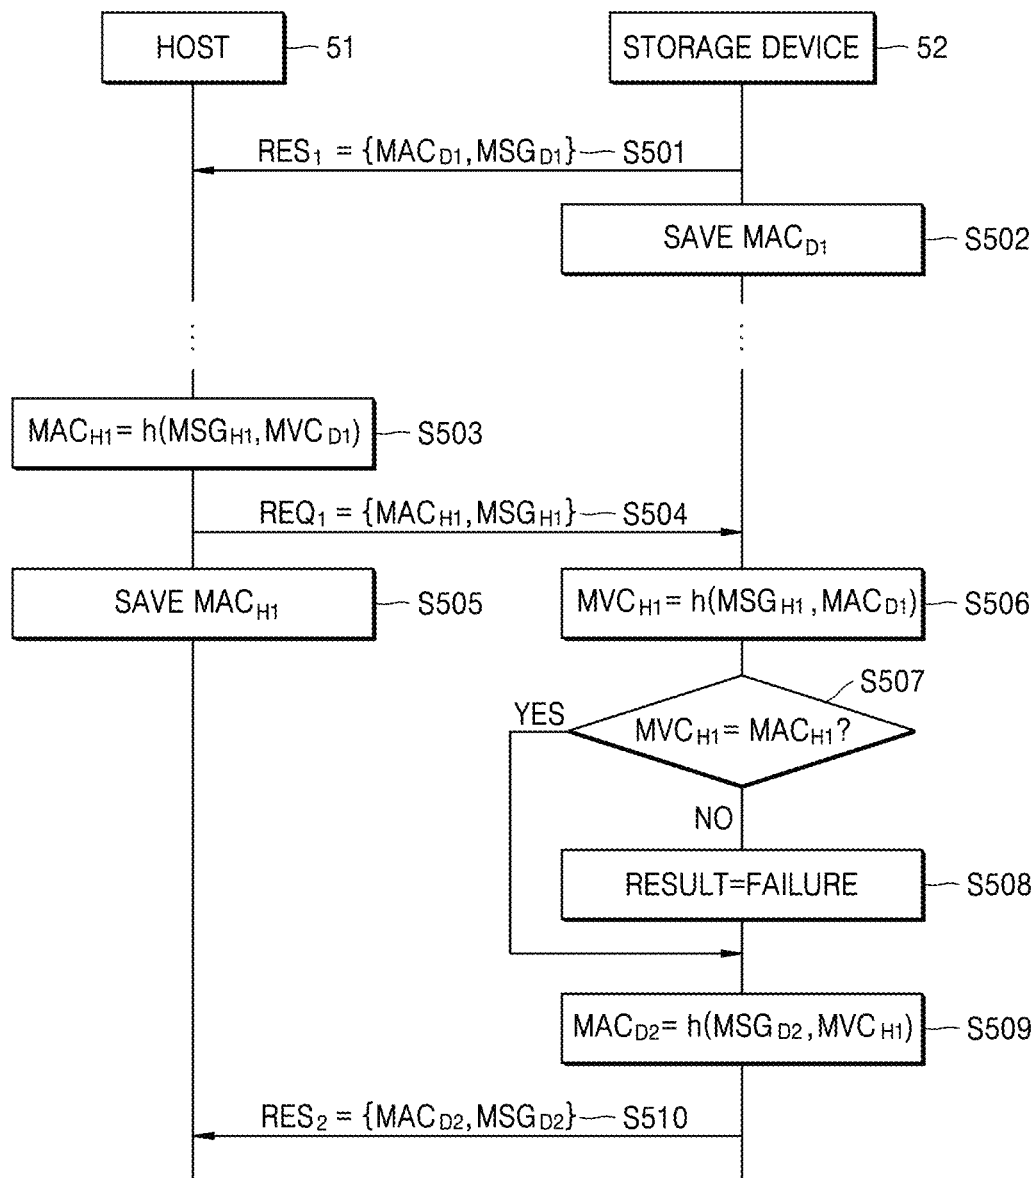 HOST 51
STORAGE DEVICE 52
RES1 = {MACD1, MSGD1} S501
SAVE MACD1 S502
MACH1 = h(MSGH1, MVCD1) S503
REQ1 = {MACH1, MSGH1} S504
SAVE MACH1 S505
MVCH1 = h(MSGH1, MACD1) S506
S507
YES
MVCH1 = MACH1?
NO
RESULT=FAILURE S508
MACD2 = h(MSGD2, MVCH1) S509
RES2 = {MACD2, MSGD2} S510